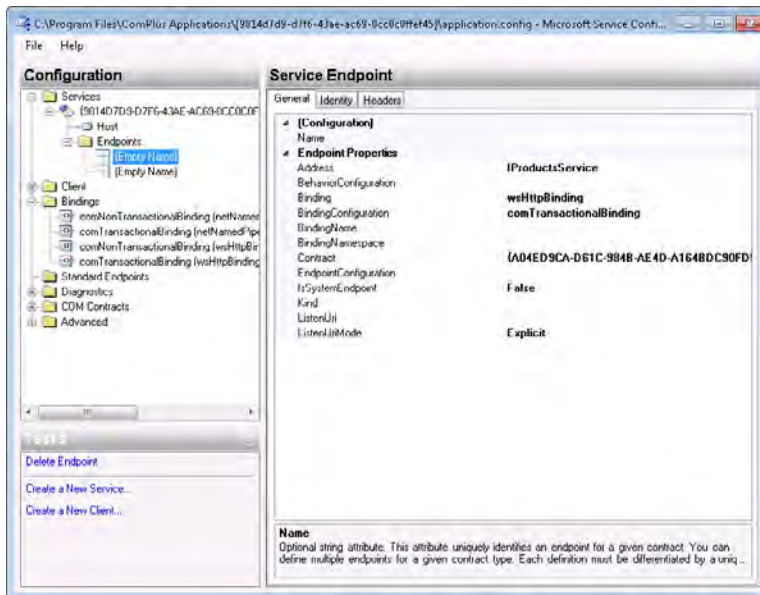 C:\Program Files\ComPlus Applications\{9814d7d9-d7f6-43ae-ac69-0cc0c0ffef45}\application.config - Microsoft Service Confi...
File Help
Configuration
Services
{9814D7D9-D7F6-43AE-AC69-0CC0C0F
Host
Endpoints
(Empty Name)
(Empty Name)
Client
Bindings
comNonTransactionalBinding (netNamed
comTransactionalBinding (netNamedPipe
comNonTransactionalBinding (wsHttpBir
comTransactionalBinding (wsHttpBinding
Standard Endpoints
Diagnostics
COM Contracts
Advanced
Tasks
Delete Endpoint
Create a New Service...
Create a New Client...
Service Endpoint
General Identity Headers
(Configuration)
Name
Endpoint Properties
Address IProductsService
BehaviorConfiguration
Binding wsHttpBinding
BindingConfiguration comTransactionalBinding
BindingName
BindingNamespace
Contract {A04ED9CA-D61C-984B-AE4D-A164BDC90FD
EndpointConfiguration
IsSystemEndpoint False
Kind
ListenUri
ListenUriMode Explicit
Name
Optional string attribute. This attribute uniquely identifies an endpoint for a given contract. You can
define multiple endpoints for a given contract type. Each definition must be differentiated by a uniq...